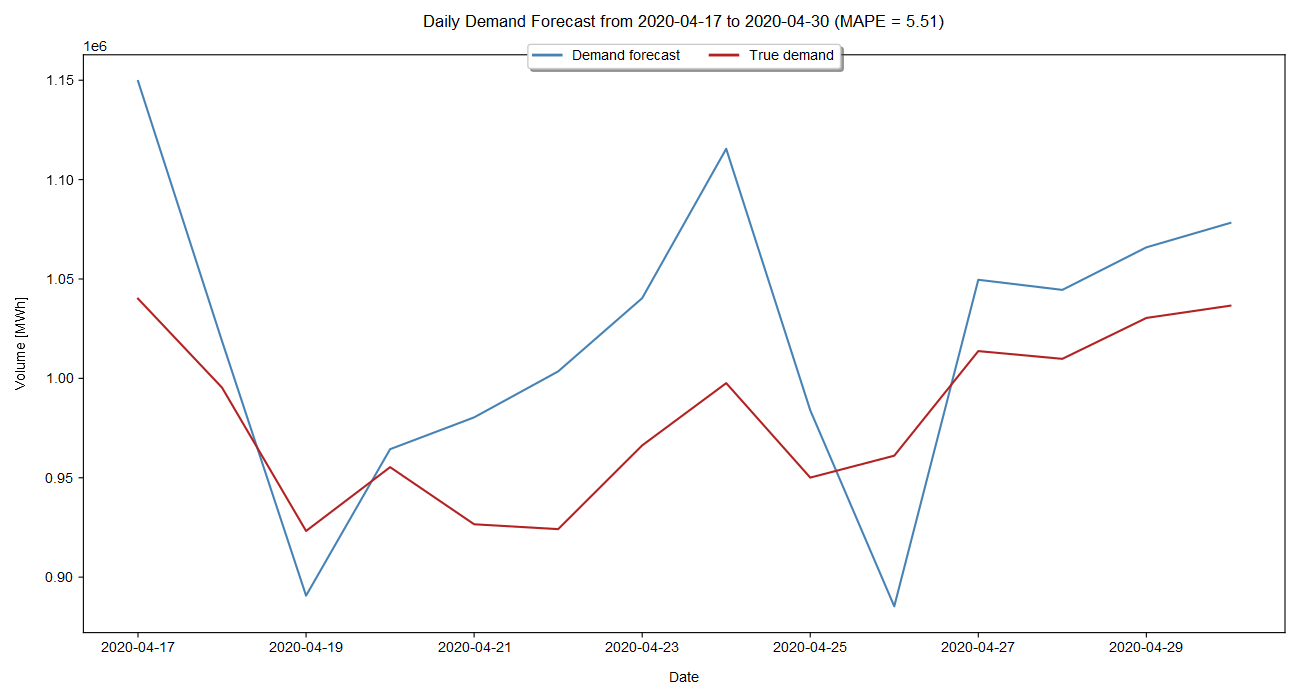 Daily Demand Forecast from 2020-04-17 to 2020-04-30 (MAPE = 5.51)
1e6
Demand forecast
True demand
1.15
1.10
1.05
1.00
0.95
0.90
Volume [MWh]
2020-04-17
2020-04-19
2020-04-21
2020-04-23
2020-04-25
2020-04-27
2020-04-29
Date